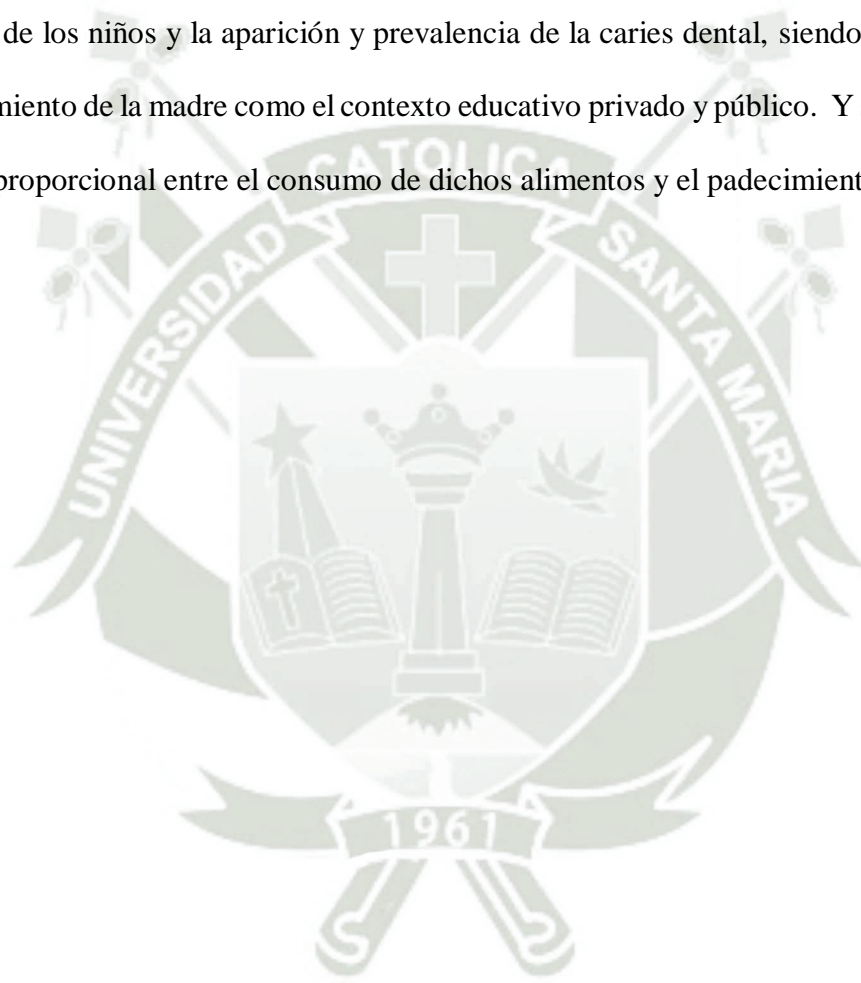 de los niños y la aparición y prevalencia de la caries dental, siendo
miento de la madre como el contexto educativo privado y público. Y
proporcional entre el consumo de dichos alimentos y el padecimient
UNIVERSIDAD CATOLICA SANTA MARIA
1961